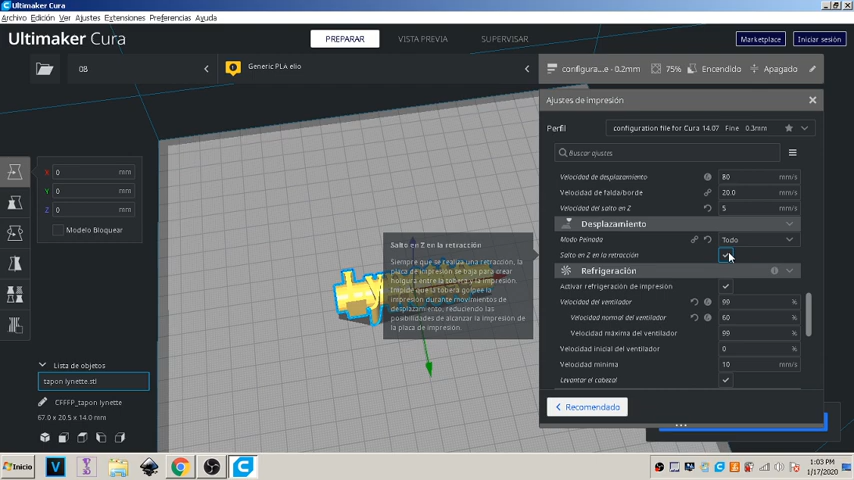 Ultimaker Cura
Archivo Edición Ver Ajustes Extensiones Preferencias Ayuda
Ultimaker Cura
PREPARAR
VISTA PREVIA
SUPERVISAR
Marketplace
Iniciar sesión
08
Generic PLA elio
configura...e - 0.2mm
75%
Encendido
Apagado
Ajustes de impresión
Perfil
configuration file for Cura 14.07 Fine 0.3mm
Buscar ajustes
Velocidad de desplazamiento 80 mm/s
Velocidad de falda/borde 20.0 mm/s
Velocidad del salto en Z 5 mm/s
Desplazamiento
Modo Peinada Todo
Salto en Z en la retracción
Refrigeración
Activar refrigeración de impresión
Velocidad del ventilador 99 %
Velocidad normal del ventilador 60 %
Velocidad máxima del ventilador 99 %
Velocidad inicial del ventilador 0 %
Velocidad mínima 10 mm/s
Levantar el cabezal
Recomendado
X 0 mm
Y 0 mm
Z 0 mm
Modelo Bloquear
Salto en Z en la retracción
Siempre que se realiza una retracción, la
placa de impresión se baja para crear
holgura entre la tobera y la impresión.
Impide que la tobera golpee la
impresión durante movimientos de
desplazamiento, reduciendo las
posibilidades de alcanzar la impresión de
la placa de impresión.
Lista de objetos
tapon lynette.stl
CFFFP_tapon lynette
67.0 x 20.5 x 14.0 mm
Inicio
1:03 PM
1/17/2020